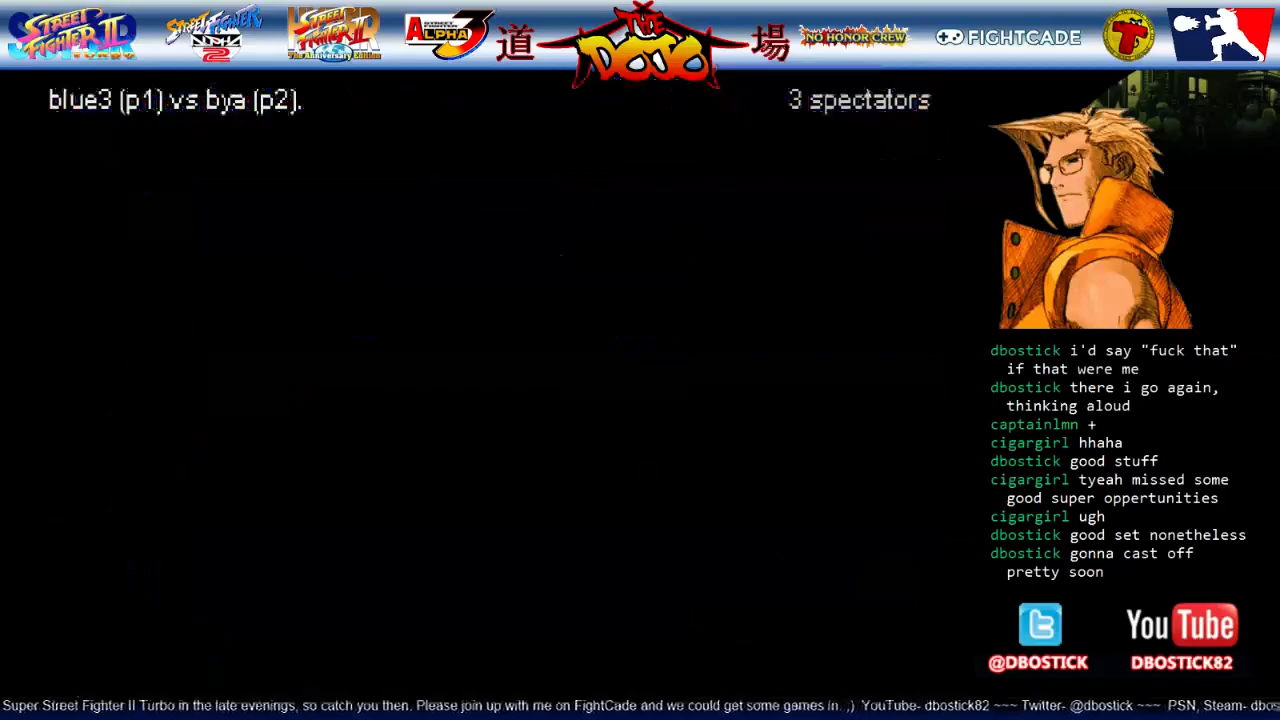 STREET FIGHTER II TURBO
STREET FIGHTER ALPHA 2
HYPER STREET FIGHTER II The Anniversary Edition
STREET FIGHTER ALPHA 3
道 THE DOJO 場
NO HONOR CREW
FIGHTCADE
T
blue3 (p1) vs bya (p2).
3 spectators
dbostick i'd say "fuck that"
if that were me
dbostick there i go again,
thinking aloud
captainlmn +
cigargirl hhaha
dbostick good stuff
cigargirl tyeah missed some
good super oppertunities
cigargirl ugh
dbostick good set nonetheless
dbostick gonna cast off
pretty soon
You Tube
@DBOSTICK
DBOSTICK82
Super Street Fighter II Turbo in the late evenings, so catch you then. Please join up with me on FightCade and we could get some games in. ;) YouTube- dbostick82 ~~~ Twitter- @dbostick ~~~ PSN, Steam- dbos